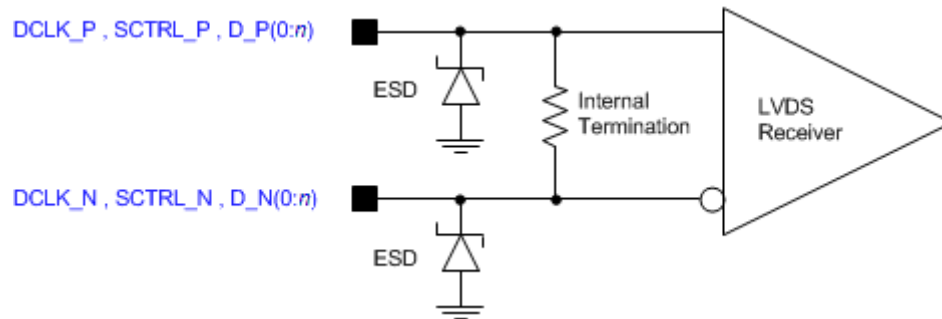 DCLK_P , SCTRL_P , D_P(0:n)
ESD
Internal
Termination
LVDS
Receiver
DCLK_N , SCTRL_N , D_N(0:n)
ESD